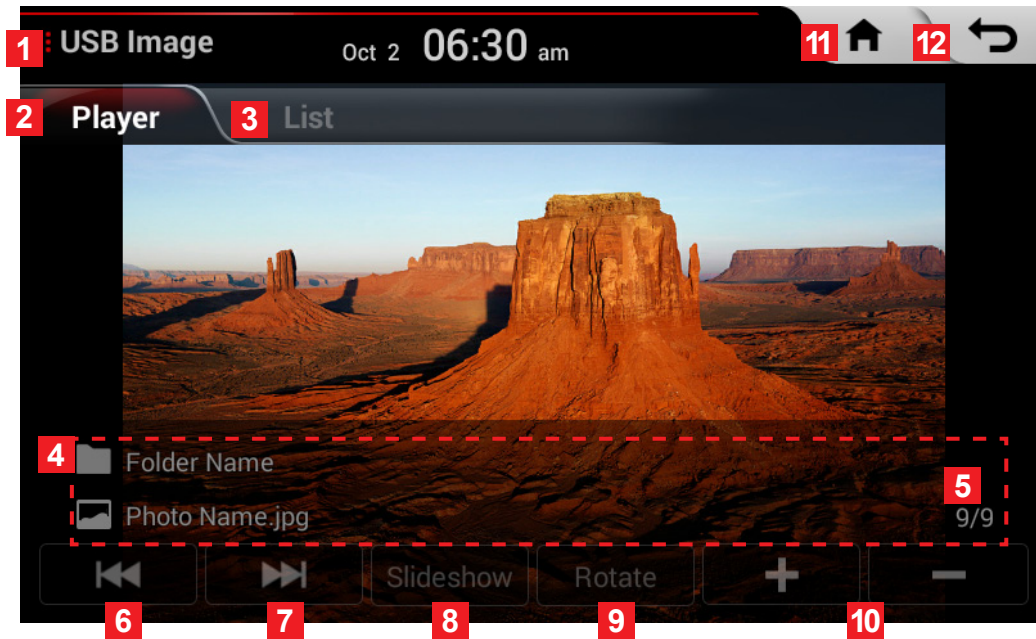 1 USB Image Oct 2 06:30 am 11 12
2 Player 3 List
4 Folder Name
5
Photo Name.jpg 9/9
Slideshow Rotate + −
6 7 8 9 10